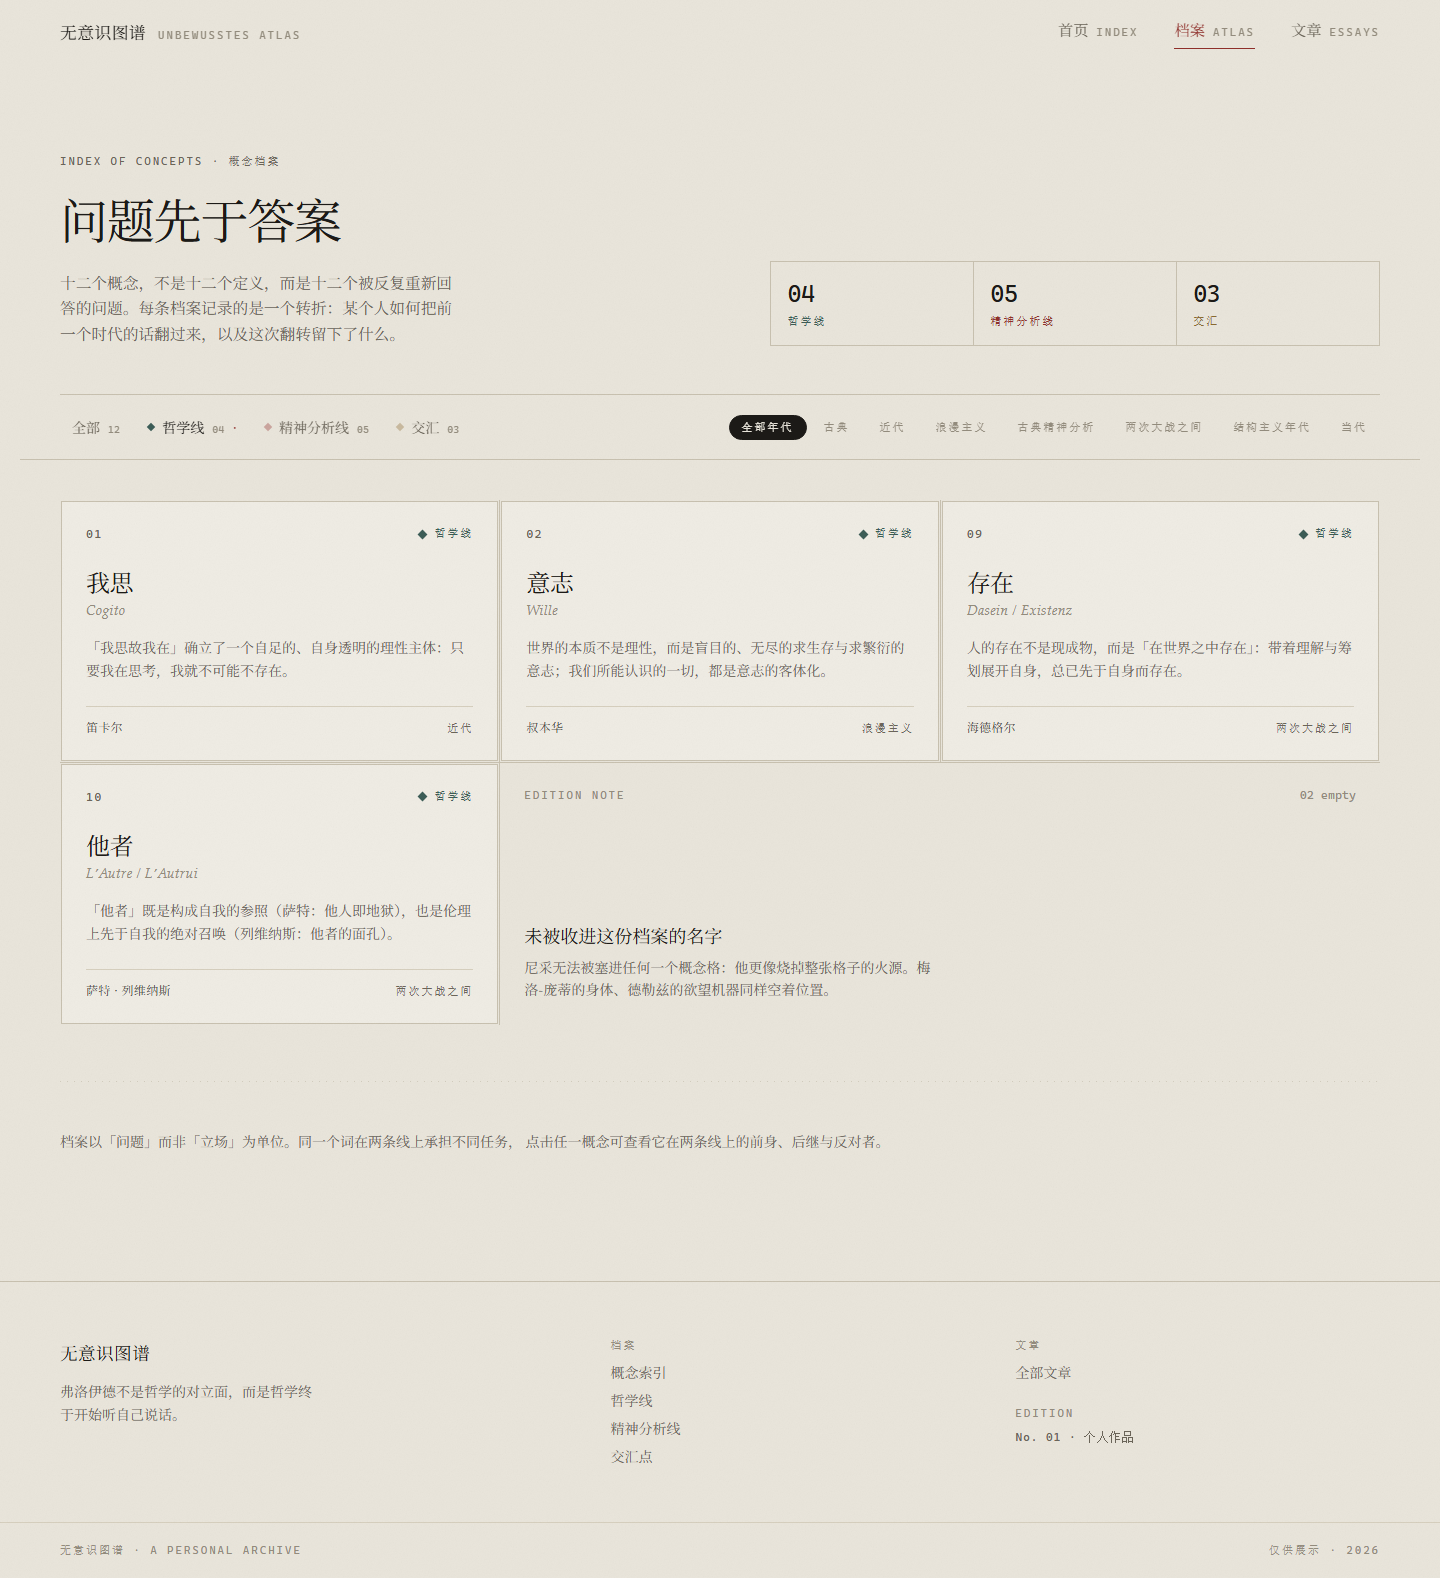 无意识图谱 UNBEWUSSTES ATLAS
首页 INDEX
档案 ATLAS
文章 ESSAYS
INDEX OF CONCEPTS · 概念档案
问题先于答案
十二个概念，不是十二个定义，而是十二个被反复重新回
答的问题。每条档案记录的是一个转折：某个人如何把前
一个时代的话翻过来，以及这次翻转留下了什么。
04
哲学线
05
精神分析线
03
交汇
全部 12
哲学线 04 ·
精神分析线 05
交汇 03
全部年代
古典
近代
浪漫主义
古典精神分析
两次大战之间
结构主义年代
当代
01
哲学线
我思
Cogito
「我思故我在」确立了一个自足的、自身透明的理性主体：只
要我在思考，我就不可能不存在。
笛卡尔
近代
02
哲学线
意志
Wille
世界的本质不是理性，而是盲目的、无尽的求生存与求繁衍的
意志；我们所能认识的一切，都是意志的客体化。
叔本华
浪漫主义
09
哲学线
存在
Dasein / Existenz
人的存在不是现成物，而是「在世界之中存在」：带着理解与筹
划展开自身，总已先于自身而存在。
海德格尔
两次大战之间
10
哲学线
他者
L'Autre / L'Autrui
「他者」既是构成自我的参照（萨特：他人即地狱），也是伦理
上先于自我的绝对召唤（列维纳斯：他者的面孔）。
萨特 · 列维纳斯
两次大战之间
EDITION NOTE
02 empty
未被收进这份档案的名字
尼采无法被塞进任何一个概念格：他更像烧掉整张格子的火源。梅
洛-庞蒂的身体、德勒兹的欲望机器同样空着位置。
档案以「问题」而非「立场」为单位。同一个词在两条线上承担不同任务， 点击任一概念可查看它在两条线上的前身、后继与反对者。
无意识图谱
弗洛伊德不是哲学的对立面，而是哲学终
于开始听自己说话。
档案
概念索引
哲学线
精神分析线
交汇点
文章
全部文章
EDITION
No. 01 · 个人作品
无意识图谱 · A PERSONAL ARCHIVE
仅供展示 · 2026